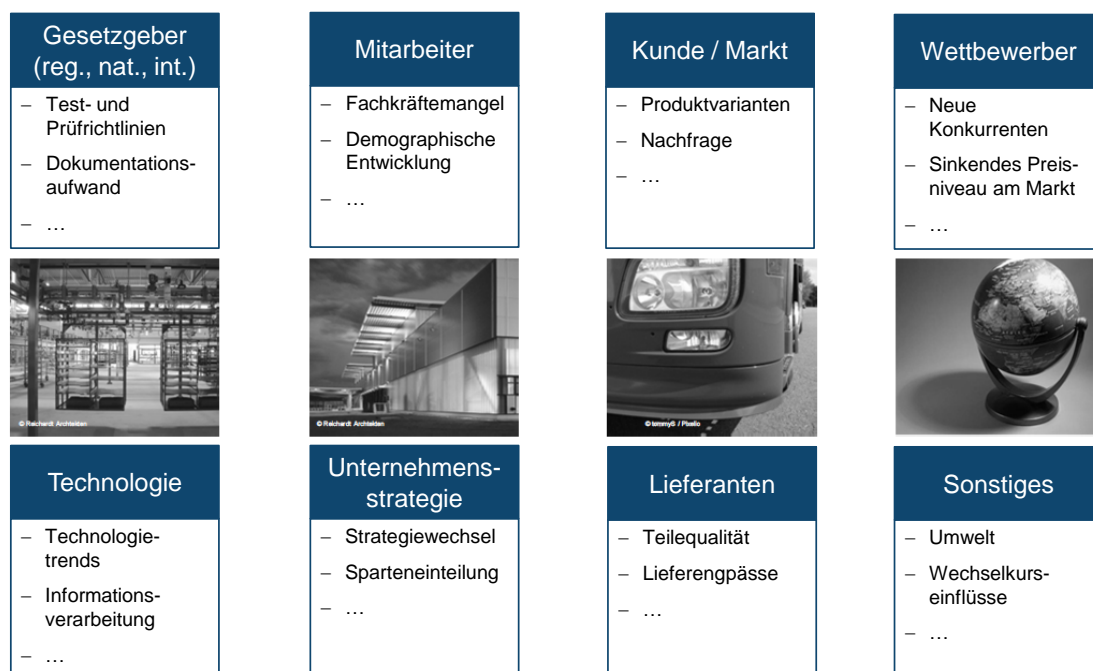 Gesetzgeber
(reg., nat., int.)
– Test- und
Prüfrichtlinien
– Dokumentations-
aufwand
– …
Mitarbeiter
– Fachkräftemangel
– Demographische
Entwicklung
– …
Kunde / Markt
– Produktvarianten
– Nachfrage
– …
Wettbewerber
– Neue
Konkurrenten
– Sinkendes Preis-
niveau am Markt
– …
© Reichardt Architekten
© Reichardt Architekten
© tommyS / Pixelio
Technologie
– Technologie-
trends
– Informations-
verarbeitung
– …
Unternehmens-
strategie
– Strategiewechsel
– Sparteneinteilung
– …
Lieferanten
– Teilequalität
– Lieferengpässe
– …
Sonstiges
– Umwelt
– Wechselkurs-
einflüsse
– …